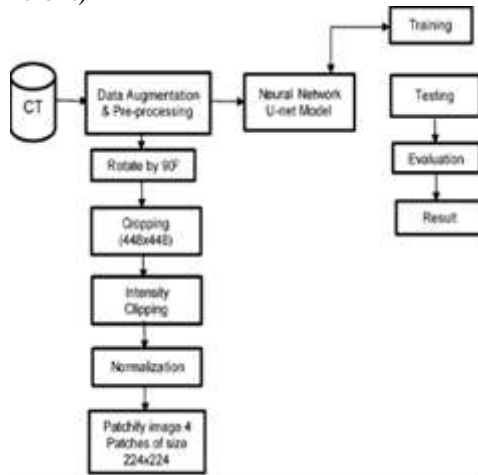 Training
CT
Data Augmentation
& Pre-processing
Neural Network
U-net Model
Testing
Rotate by 90F
Evaluation
Cropping
(448x448)
Result
Intensity
Clipping
Normalization
Patchify image 4
Patches of size
224x224